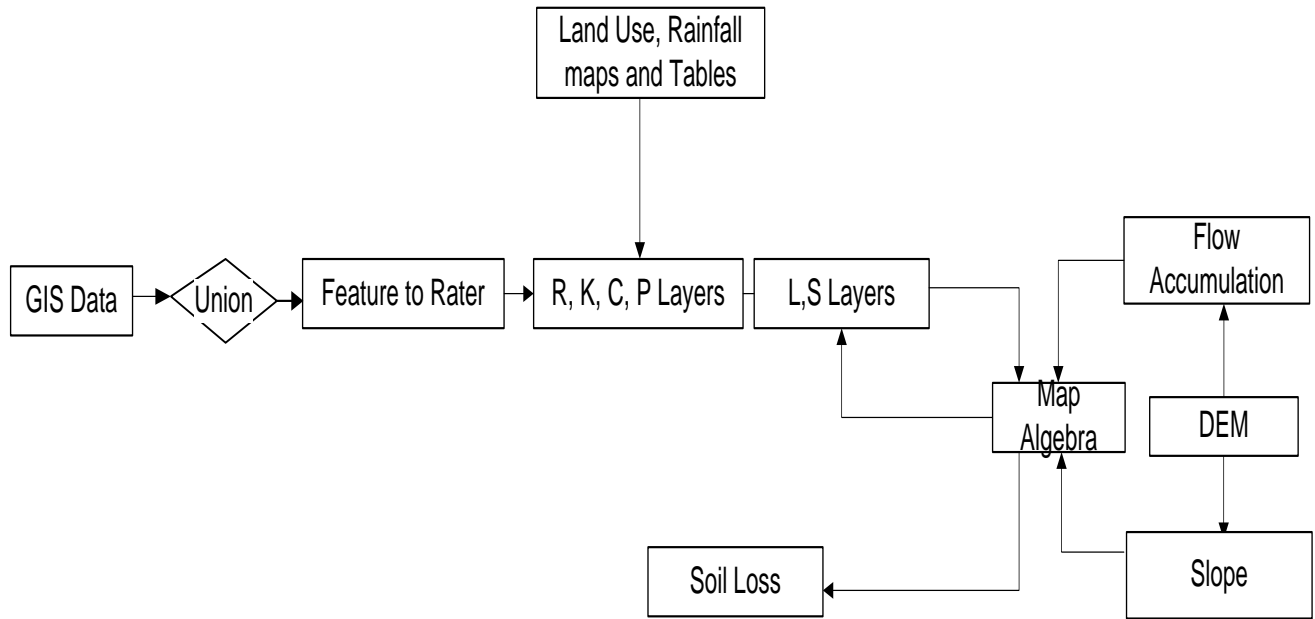 Land Use, Rainfall
maps and Tables
GIS Data
Union
Feature to Rater
R, K, C, P Layers
L,S Layers
Flow
Accumulation
Map
Algebra
DEM
Soil Loss
Slope